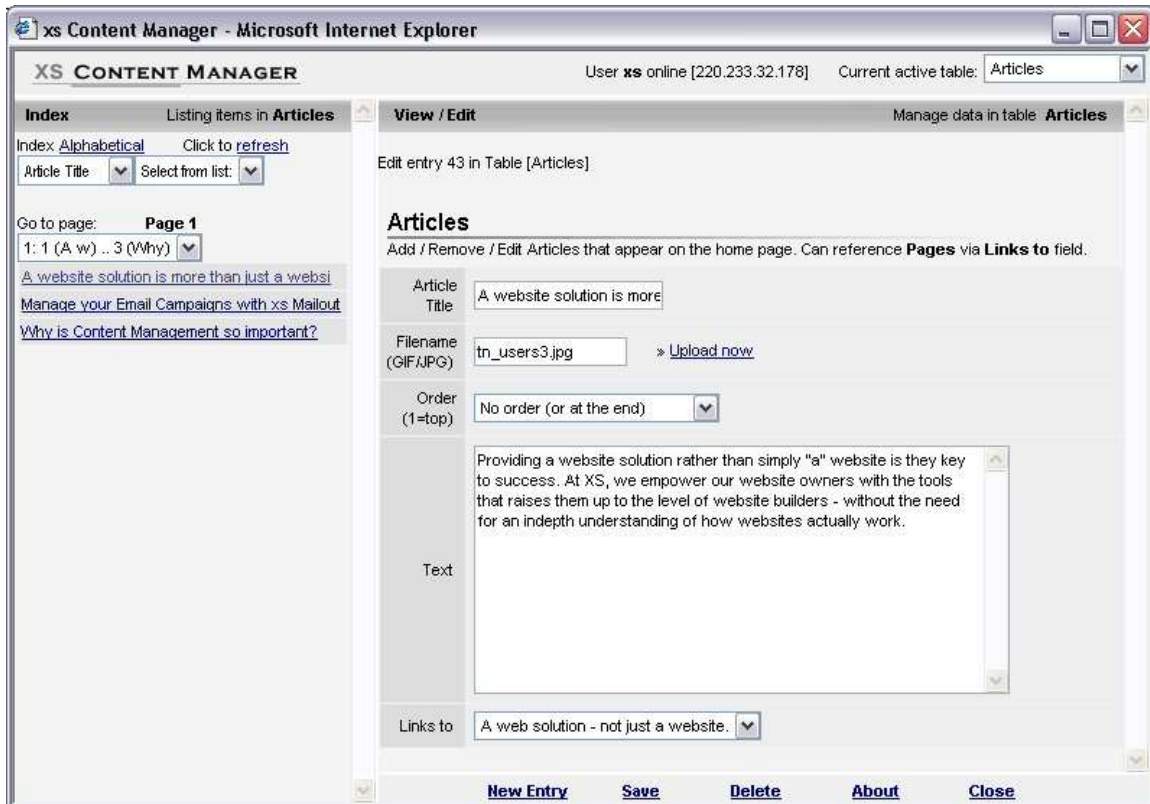 xs Content Manager - Microsoft Internet Explorer
XS CONTENT MANAGER
User xs online [220.233.32.178]
Current active table: Articles
Index Listing items in Articles
Index Alphabetical Click to refresh
Article Title Select from list:
Go to page: Page 1
1: 1 (A w) .. 3 (Why)
A website solution is more than just a websi
Manage your Email Campaigns with xs Mailout
Why is Content Management so important?
View / Edit Manage data in table Articles
Edit entry 43 in Table [Articles]
Articles
Add / Remove / Edit Articles that appear on the home page. Can reference Pages via Links to field.
Article
Title
A website solution is more
Filename
(GIF/JPG)
tn_users3.jpg » Upload now
Order
(1=top)
No order (or at the end)
Text
Providing a website solution rather than simply "a" website is they key
to success. At XS, we empower our website owners with the tools
that raises them up to the level of website builders - without the need
for an indepth understanding of how websites actually work.
Links to A web solution - not just a website.
New Entry Save Delete About Close